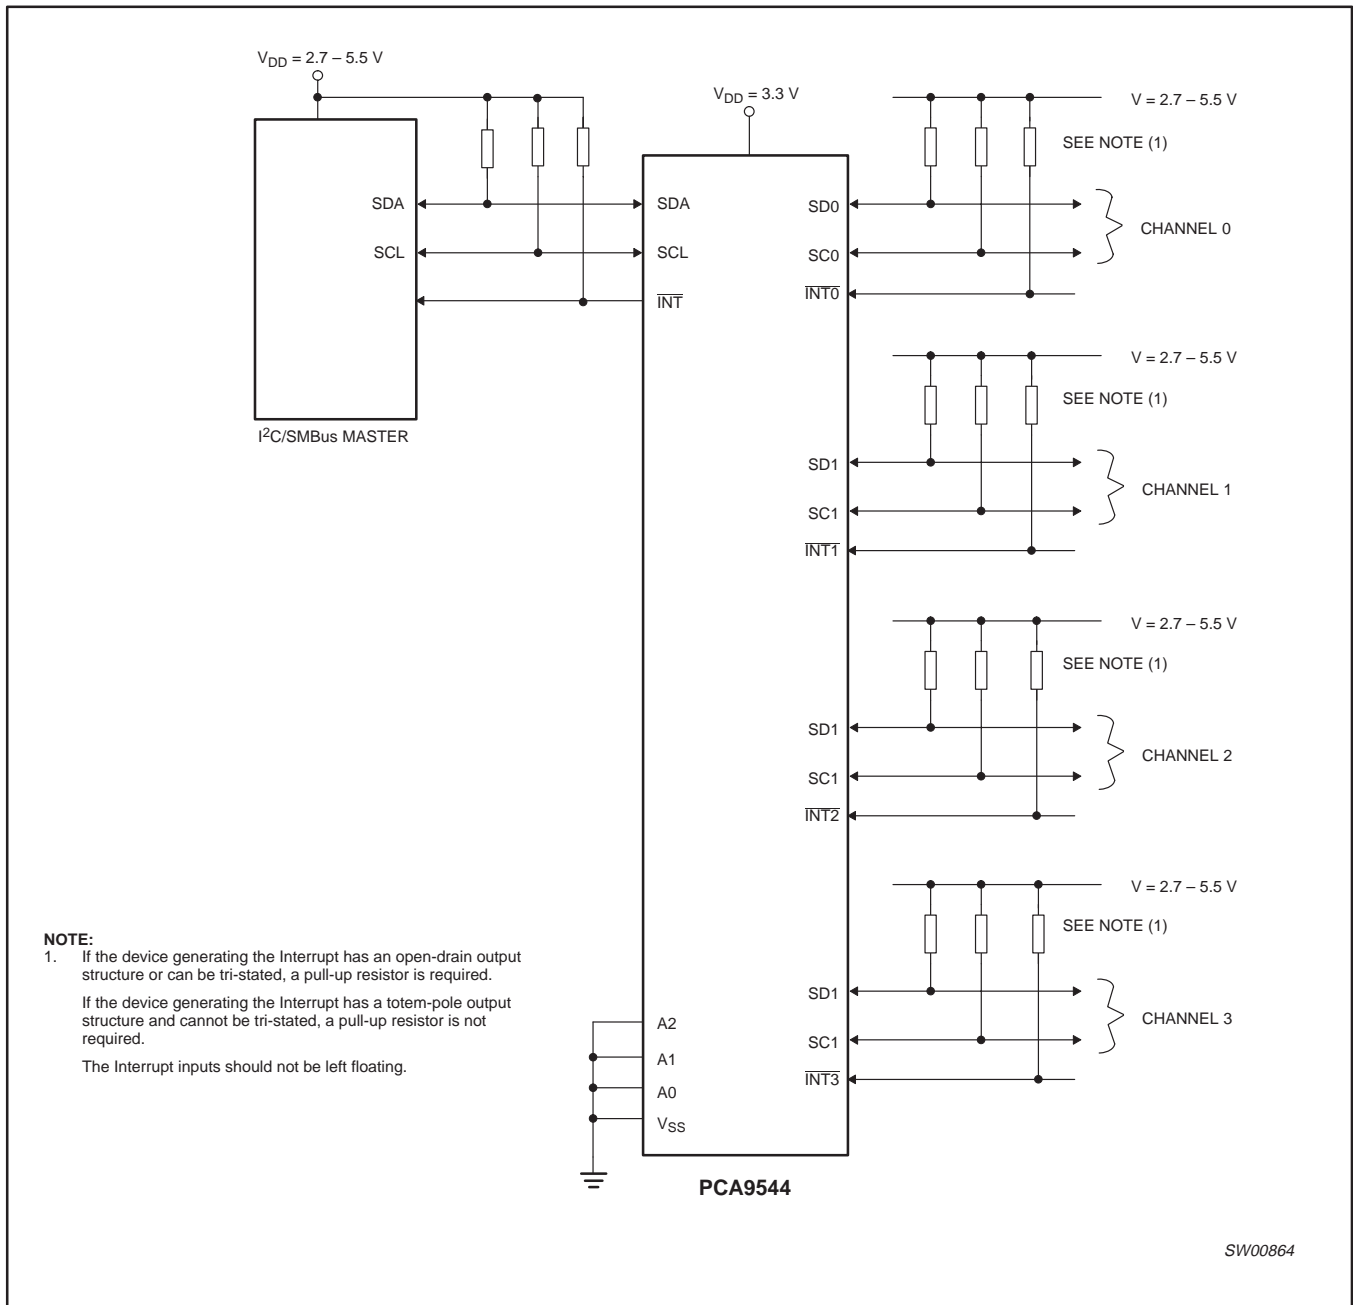 V_DD = 2.7 – 5.5 V
SDA
SCL
I²C/SMBus MASTER
V_DD = 3.3 V
SDA
SCL
INT
A2
A1
A0
V_SS
PCA9544
SD0
SC0
INT0
V = 2.7 – 5.5 V
SEE NOTE (1)
CHANNEL 0
SD1
SC1
INT1
V = 2.7 – 5.5 V
SEE NOTE (1)
CHANNEL 1
SD1
SC1
INT2
V = 2.7 – 5.5 V
SEE NOTE (1)
CHANNEL 2
SD1
SC1
INT3
V = 2.7 – 5.5 V
SEE NOTE (1)
CHANNEL 3
NOTE:
1. If the device generating the Interrupt has an open-drain output
structure or can be tri-stated, a pull-up resistor is required.
If the device generating the Interrupt has a totem-pole output
structure and cannot be tri-stated, a pull-up resistor is not
required.
The Interrupt inputs should not be left floating.
SW00864